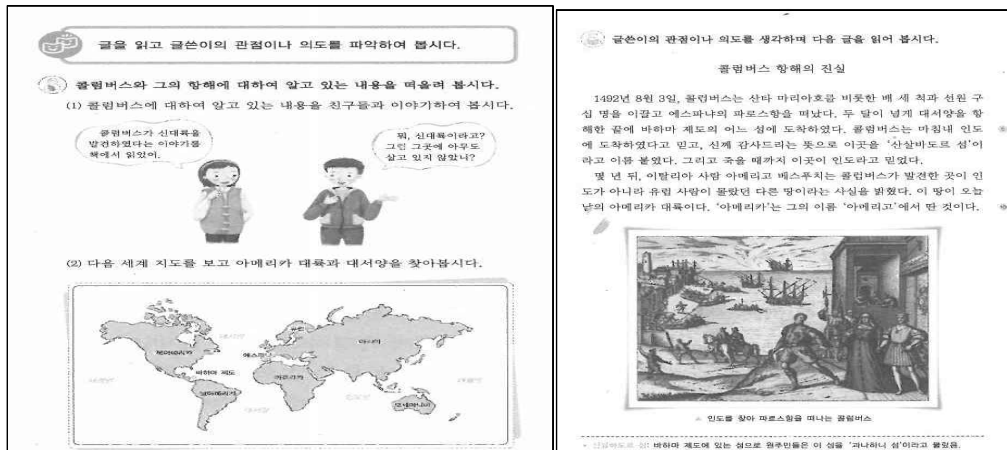 글을 읽고 글쓴이의 관점이나 의도를 파악하여 봅시다.
콜럼버스와 그의 항해에 대하여 알고 있는 내용을 떠올려 봅시다.
(1) 콜럼버스에 대하여 알고 있는 내용을 친구들과 이야기하여 봅시다.
콜럼버스가 신대륙을
발견하였다는 이야기를
책에서 읽었어.
뭐, 신대륙이라고?
그럼 그곳에 아무도
살고 있지 않았니?
(2) 다음 세계 지도를 보고 아메리카 대륙과 대서양을 찾아봅시다.
북아메리카
바하마 제도
남아메리카
유럽
아시아
아프리카
오세아니아
글쓴이의 관점이나 의도를 생각하며 다음 글을 읽어 봅시다.
콜럼버스 항해의 진실
1492년 8월 3일, 콜럼버스는 산타 마리아호를 비롯한 배 세 척과 선원 구
십 명을 이끌고 에스파냐의 파로스항을 떠났다. 두 달이 넘게 대서양을 항
해한 끝에 바하마 제도의 어느 섬에 도착하였다. 콜럼버스는 마침내 인도
에 도착하였다고 믿고, 신께 감사드리는 뜻으로 이곳을 ‘산살바도르 섬’이
라고 이름 붙였다. 그리고 죽을 때까지 이곳이 인도라고 믿었다.
몇 년 뒤, 이탈리아 사람 아메리고 베스푸치는 콜럼버스가 발견한 곳이 인
도가 아니라 유럽 사람이 몰랐던 다른 땅이라는 사실을 밝혔다. 이 땅이 오늘
날의 아메리카 대륙이다. ‘아메리카’는 그의 이름 ‘아메리고’에서 딴 것이다.
인도를 찾아 파로스항을 떠나는 콜럼버스
산살바도르 섬: 바하마 제도에 있는 섬으로 원주민들은 이 섬을 ‘과나하니 섬’이라고 불렀음.